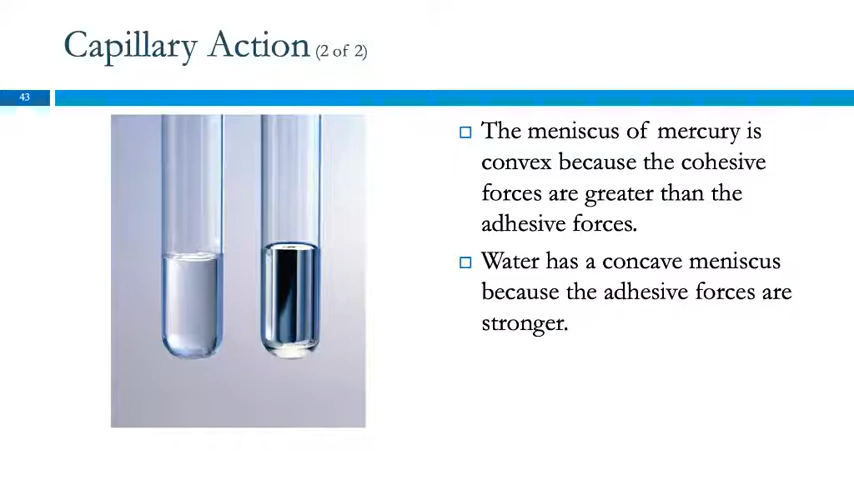 Capillary Action (2 of 2)
43
The meniscus of mercury is
convex because the cohesive
forces are greater than the
adhesive forces.
Water has a concave meniscus
because the adhesive forces are
stronger.